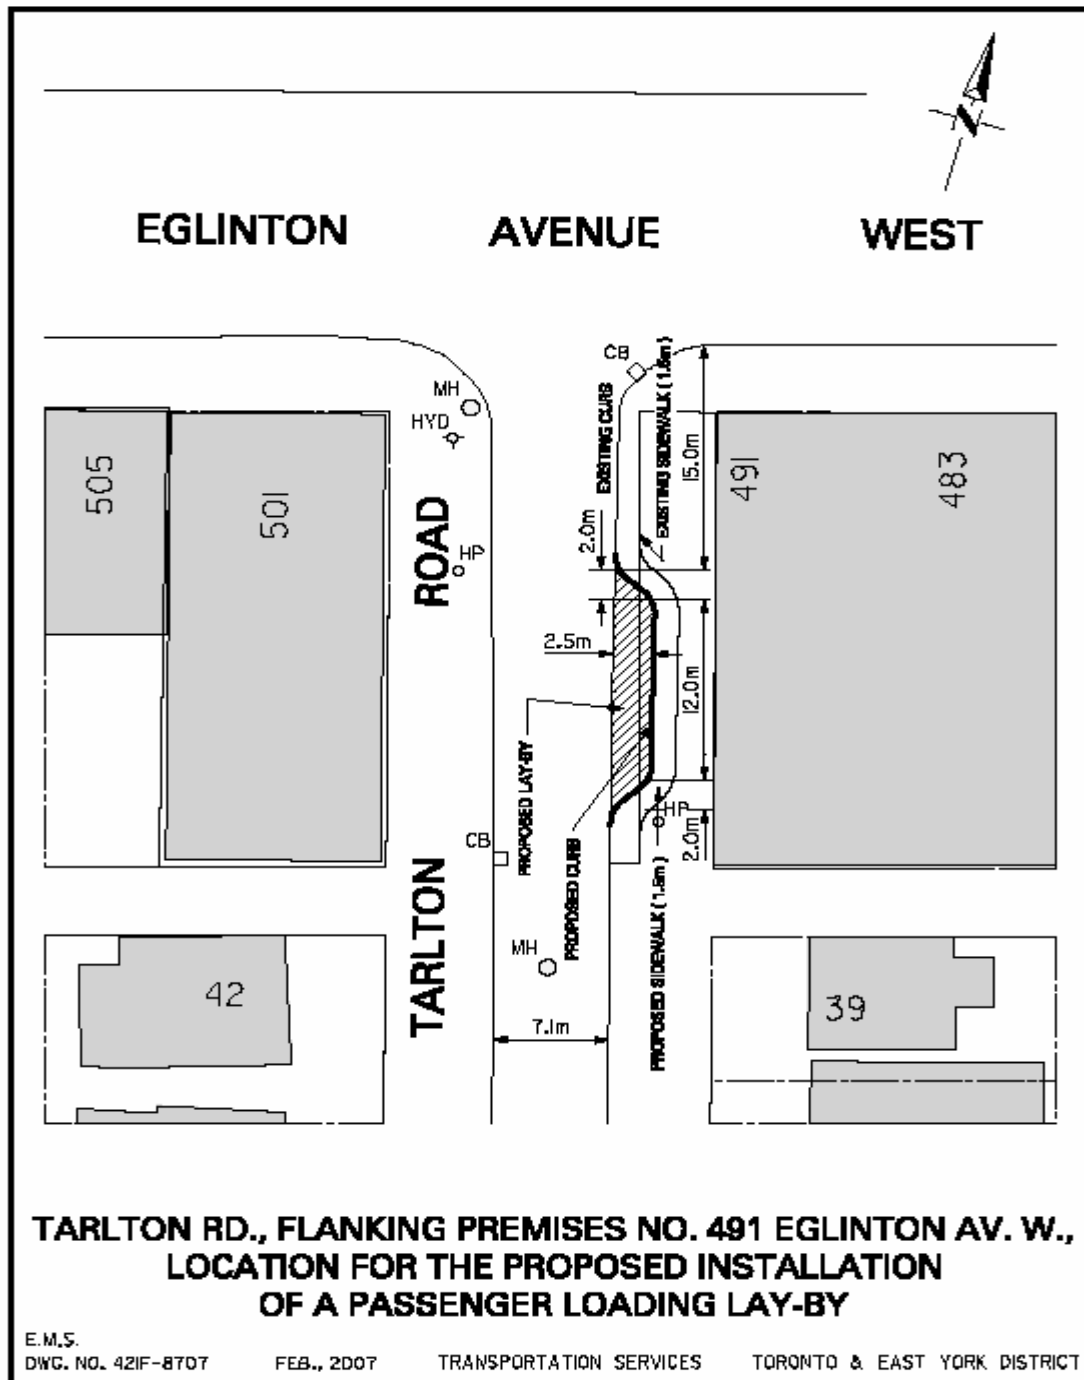 N
EGLINTON AVENUE WEST
CB
MH
HYD
HP
EXISTING CURB
EXISTING SIDEWALK ( 1.5m )
15.0m
2.0m
505
501
491
483
TARLTON ROAD
2.5m
12.0m
PROPOSED LAY-BY
PROPOSED CURB
HP
2.0m
CB
PROPOSED SIDEWALK ( 1.5m )
MH
7.1m
42
39
TARLTON RD., FLANKING PREMISES NO. 491 EGLINTON AV. W.,
LOCATION FOR THE PROPOSED INSTALLATION
OF A PASSENGER LOADING LAY-BY
E.M.S.
DWG. NO. 421F-8707 FEB., 2007 TRANSPORTATION SERVICES TORONTO & EAST YORK DISTRICT